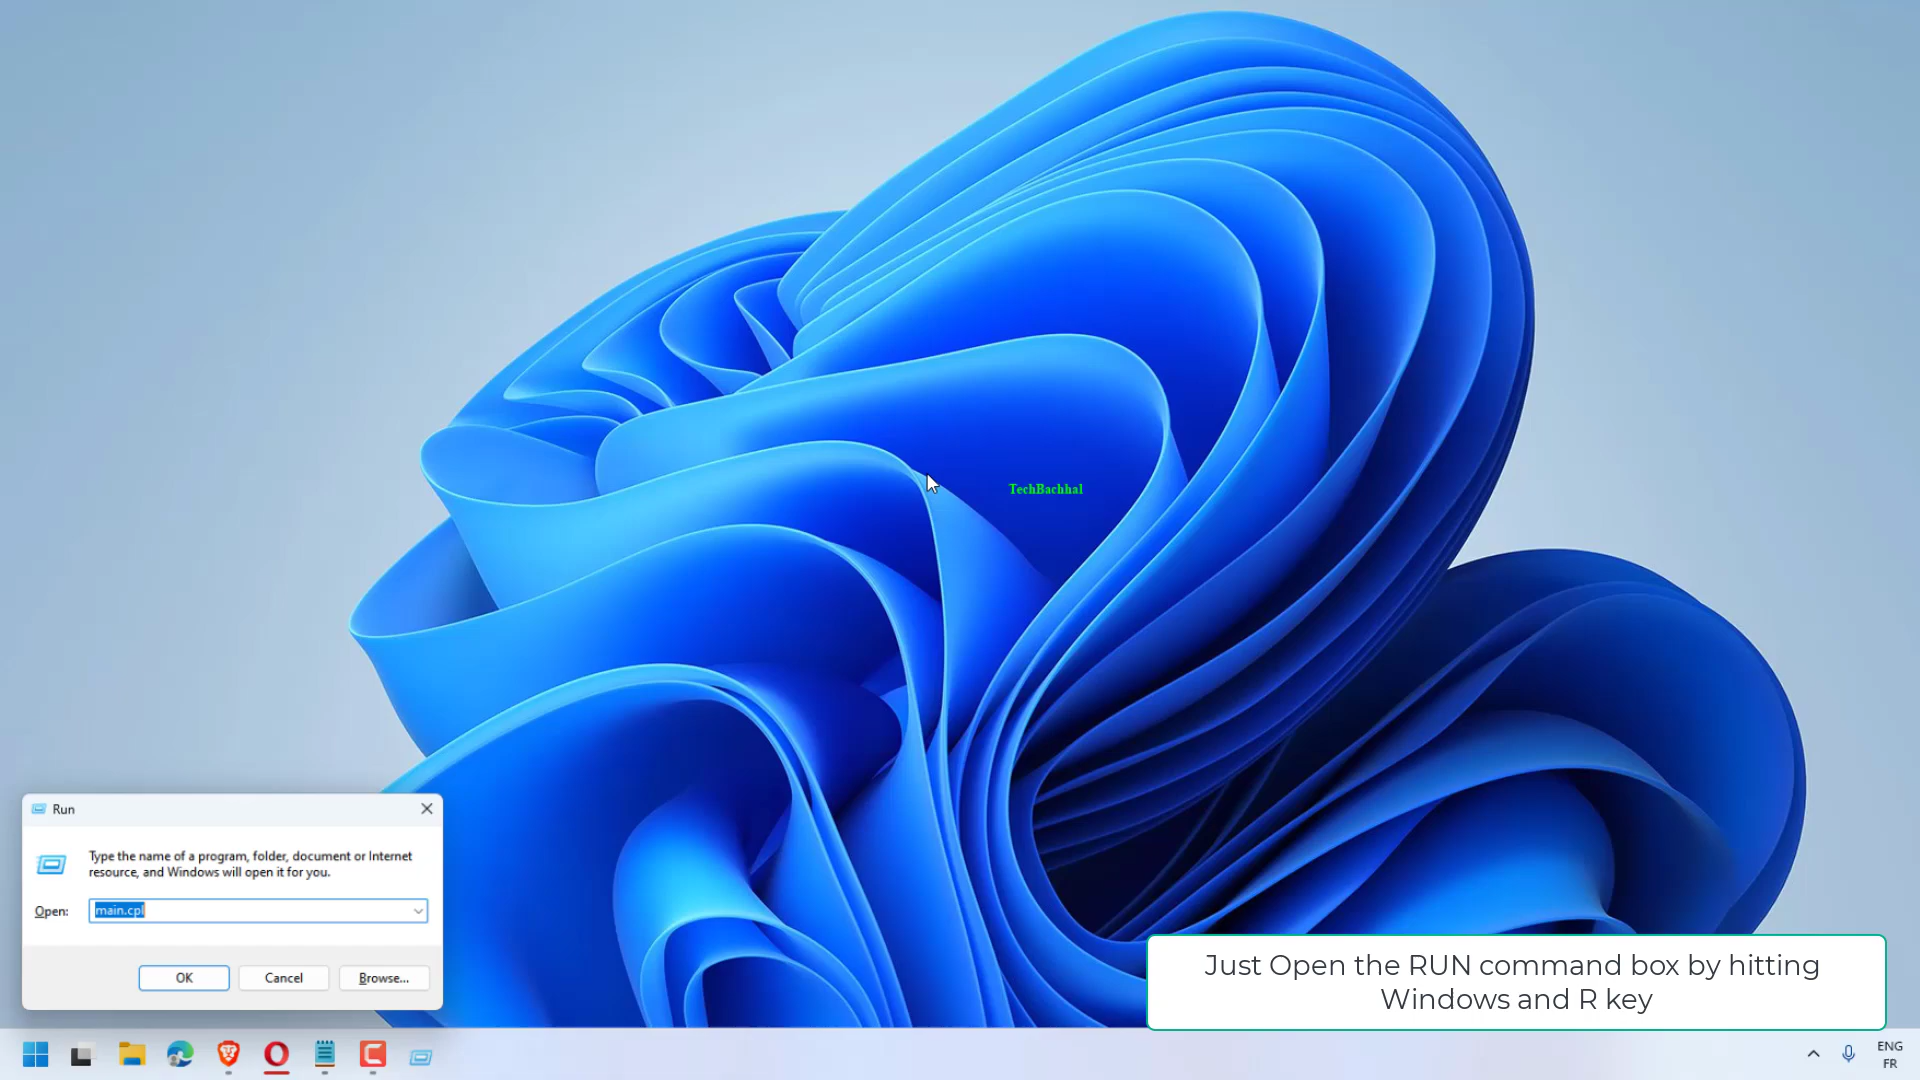 TechBachhal
Run
Type the name of a program, folder, document or Internet
resource, and Windows will open it for you.
Open:
main.cpl
OK
Cancel
Browse...
Just Open the RUN command box by hitting
Windows and R key
ENG
FR